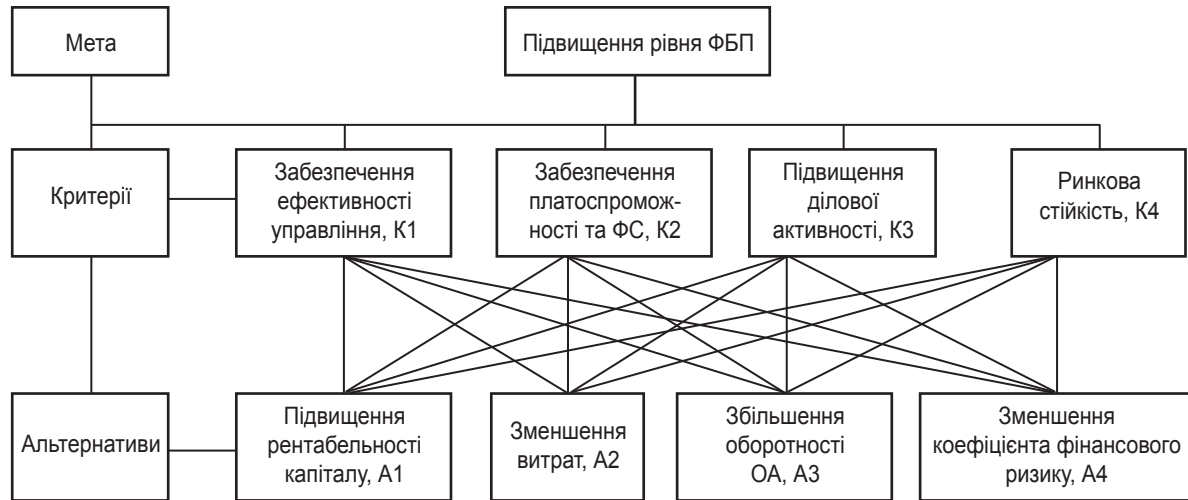 Мета
Підвищення рівня ФБП
Критерії
Забезпечення
ефективності
управління, К1
Забезпечення
платоспромож-
ності та ФС, К2
Підвищення
ділової
активності, К3
Ринкова
стійкість, К4
Альтернативи
Підвищення
рентабельності
капіталу, А1
Зменшення
витрат, А2
Збільшення
оборотності
ОА, А3
Зменшення
коефіцієнта фінансового
ризику, А4